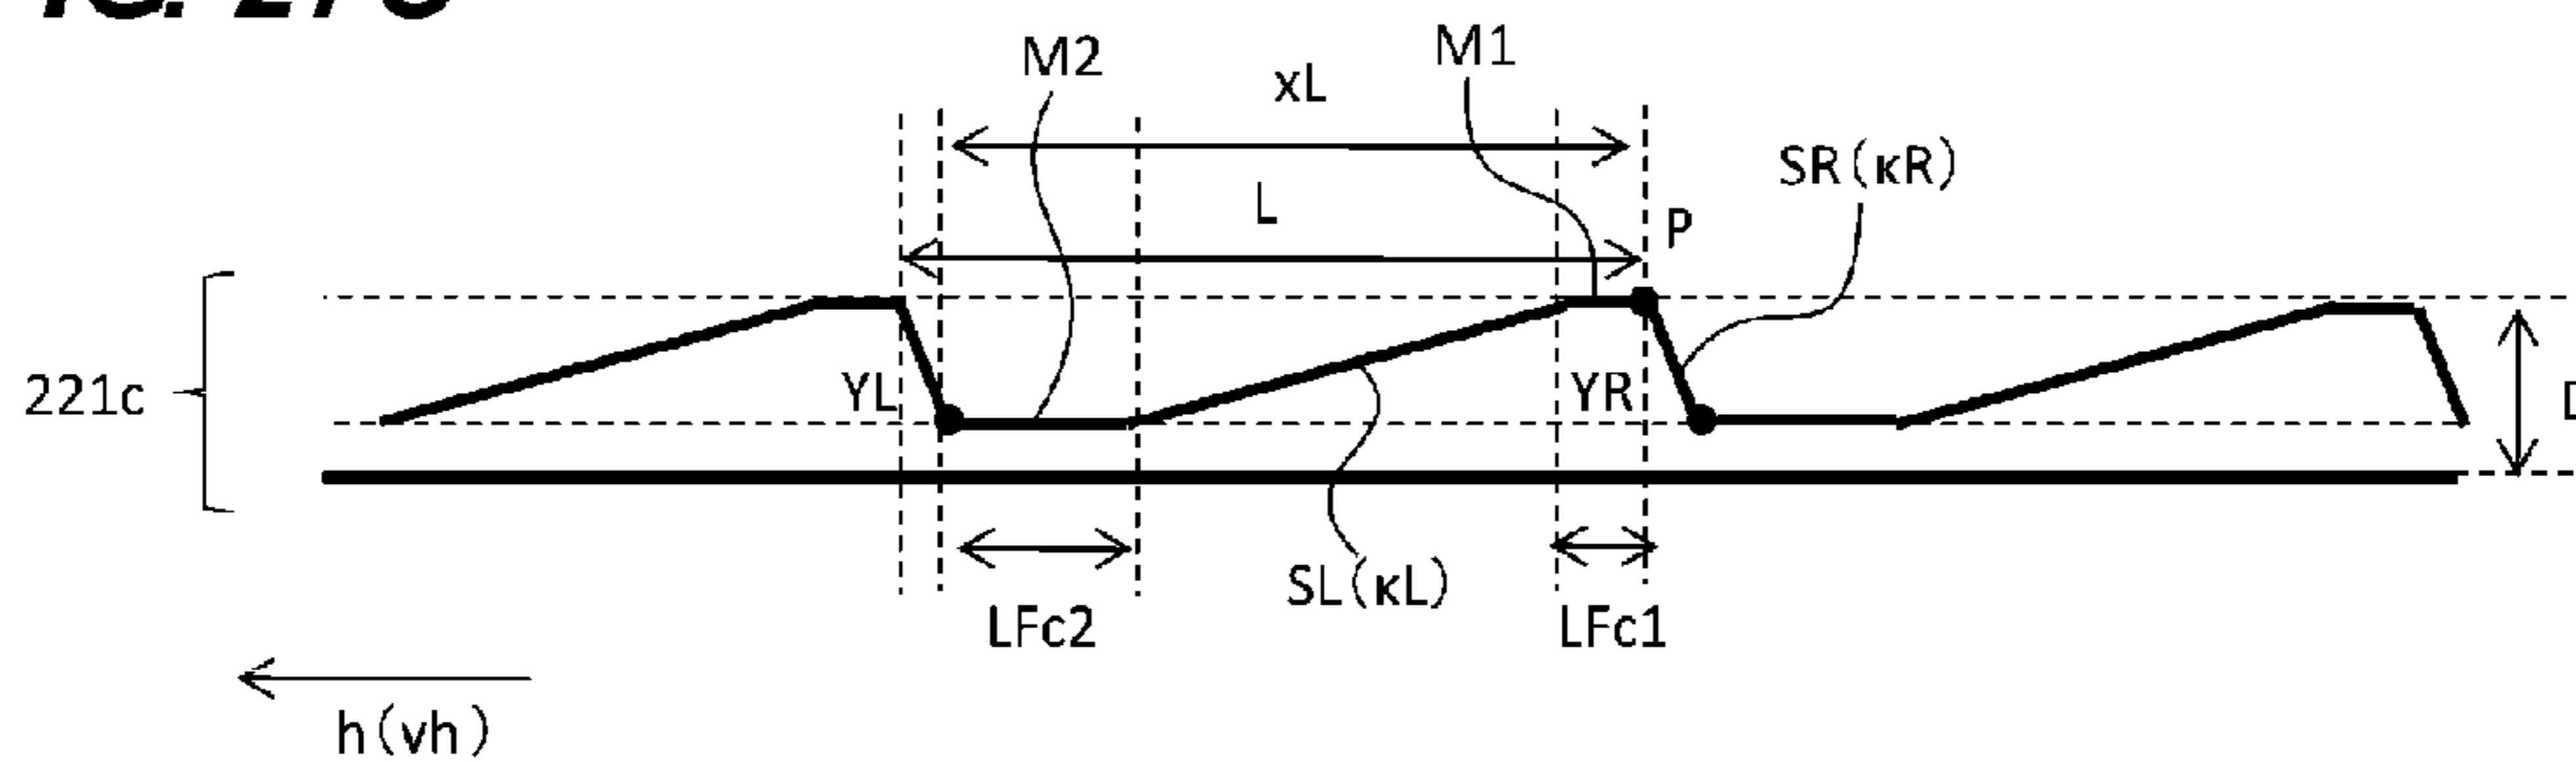 M2
M1
xL
SR(κR)
L
P
221c
YL
YR
SL(κL)
LFc2
LFc1
h(vh)